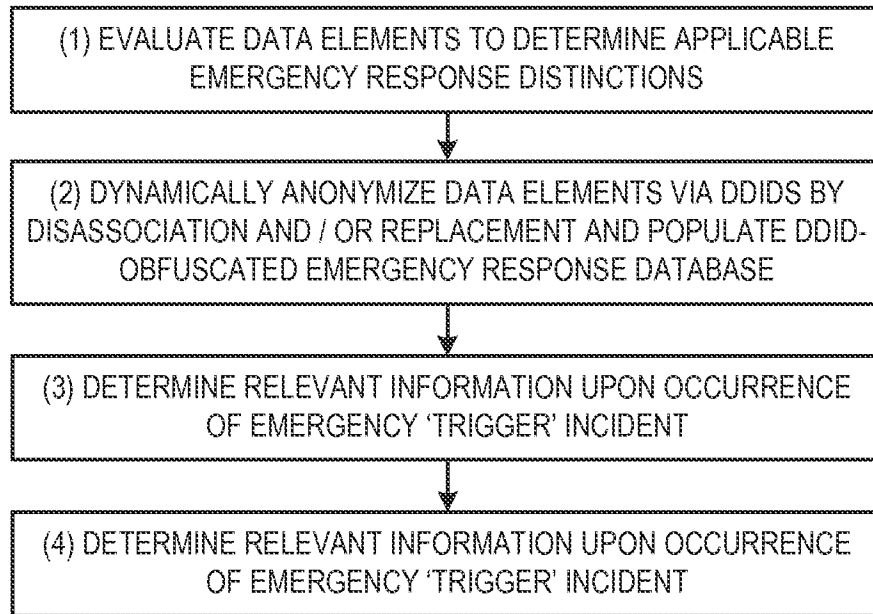 (1) EVALUATE DATA ELEMENTS TO DETERMINE APPLICABLE
EMERGENCY RESPONSE DISTINCTIONS
(2) DYNAMICALLY ANONYMIZE DATA ELEMENTS VIA DDIDS BY
DISASSOCIATION AND / OR REPLACEMENT AND POPULATE DDID-
OBFUSCATED EMERGENCY RESPONSE DATABASE
(3) DETERMINE RELEVANT INFORMATION UPON OCCURRENCE
OF EMERGENCY ‘TRIGGER’ INCIDENT
(4) DETERMINE RELEVANT INFORMATION UPON OCCURRENCE
OF EMERGENCY ‘TRIGGER’ INCIDENT